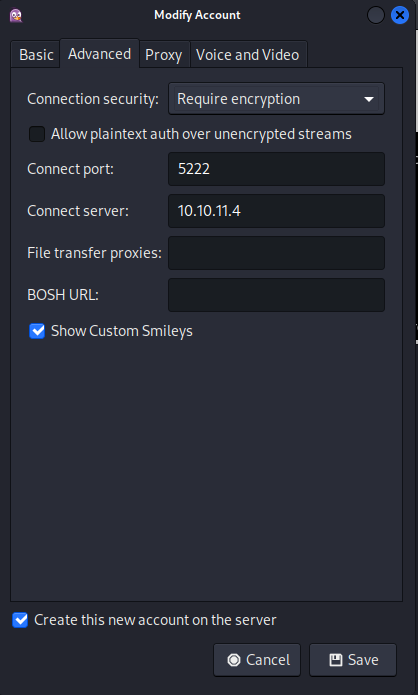 Modify Account
Basic Advanced Proxy Voice and Video
Connection security: Require encryption
Allow plaintext auth over unencrypted streams
Connect port: 5222
Connect server: 10.10.11.4
File transfer proxies:
BOSH URL:
Show Custom Smileys
Create this new account on the server
Cancel Save